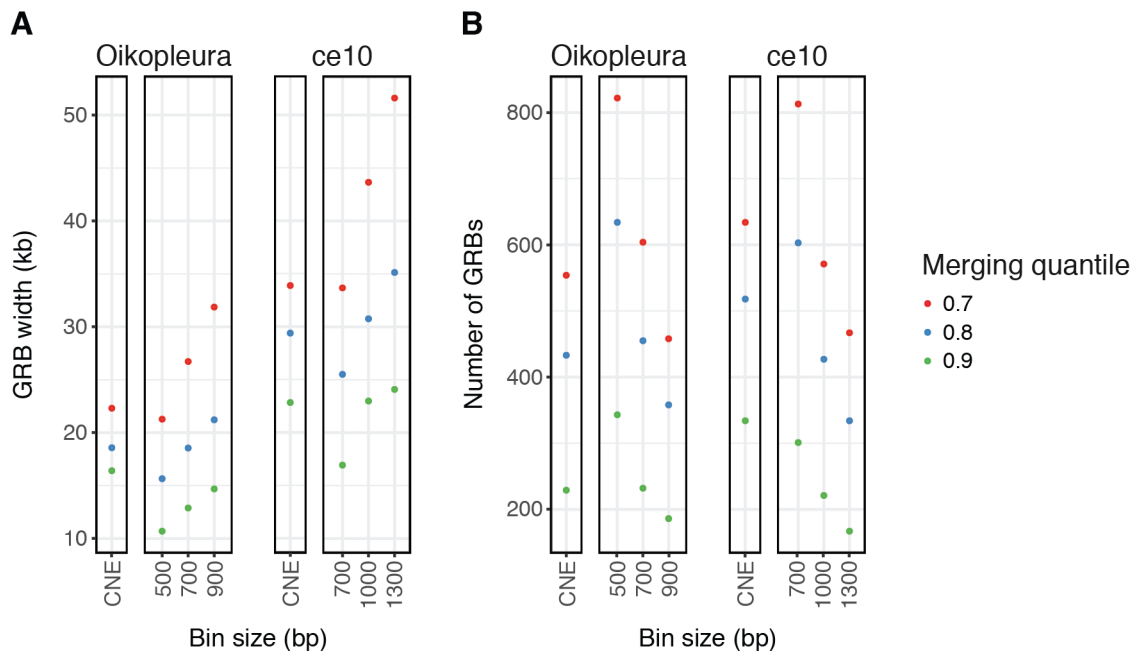 A
Oikopleura
ce10
GRB width (kb)
50
40
30
20
10
CNE
500
700
900
CNE
700
1000
1300
Bin size (bp)
B
Oikopleura
ce10
Number of GRBs
800
600
400
200
CNE
500
700
900
CNE
700
1000
1300
Bin size (bp)
Merging quantile
0.7
0.8
0.9